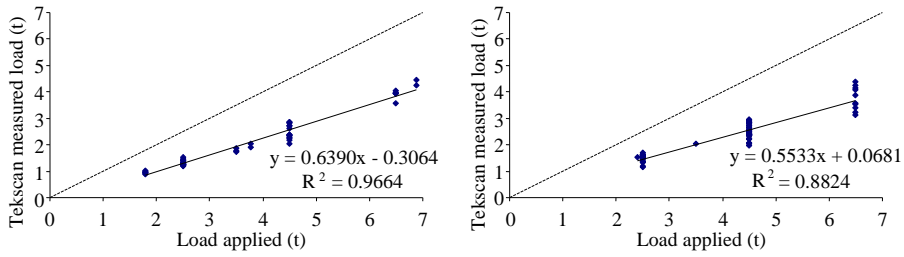 Tekscan measured load (t)
7
6
5
4
3
2
1
0
y = 0.6390x - 0.3064
R2 = 0.9664
0 1 2 3 4 5 6 7
Load applied (t)
Tekscan measured load (t)
7
6
5
4
3
2
1
0
y = 0.5533x + 0.0681
R2 = 0.8824
0 1 2 3 4 5 6 7
Load applied (t)